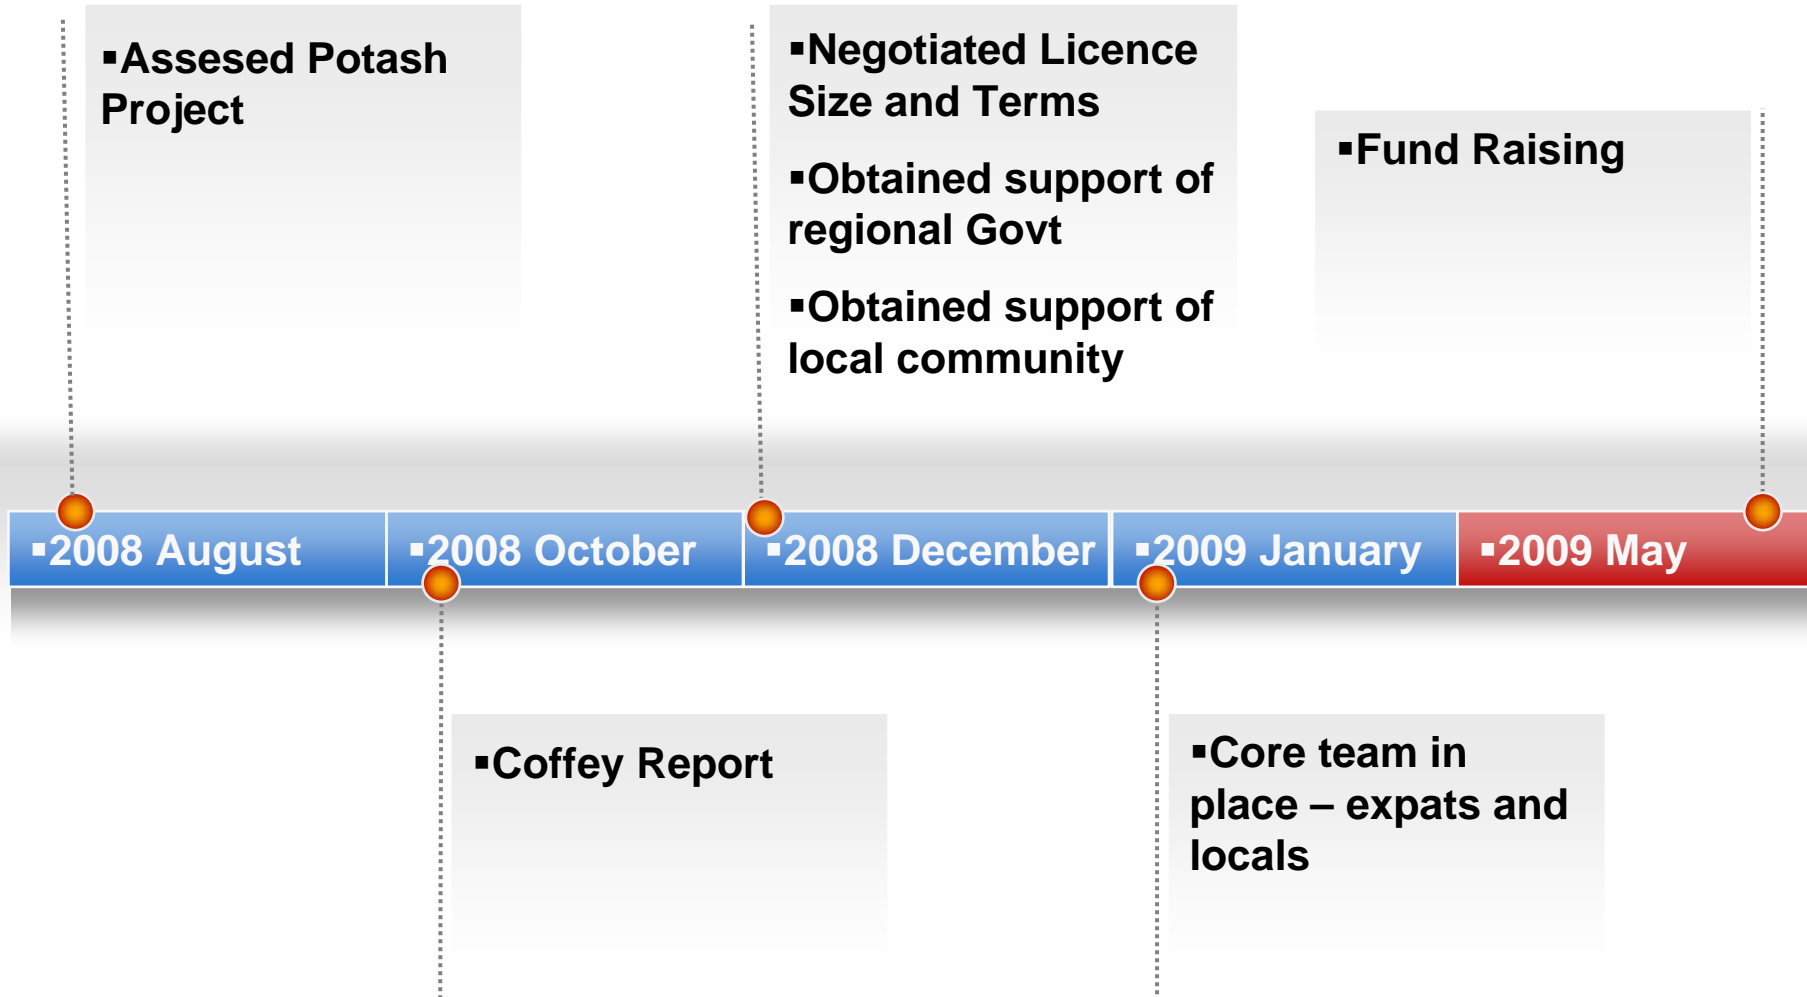 ▪Assesed Potash
Project
▪Negotiated Licence
Size and Terms
▪Obtained support of
regional Govt
▪Obtained support of
local community
▪Fund Raising
▪2008 August
▪2008 October
▪2008 December
▪2009 January
▪2009 May
▪Coffey Report
▪Core team in
place – expats and
locals